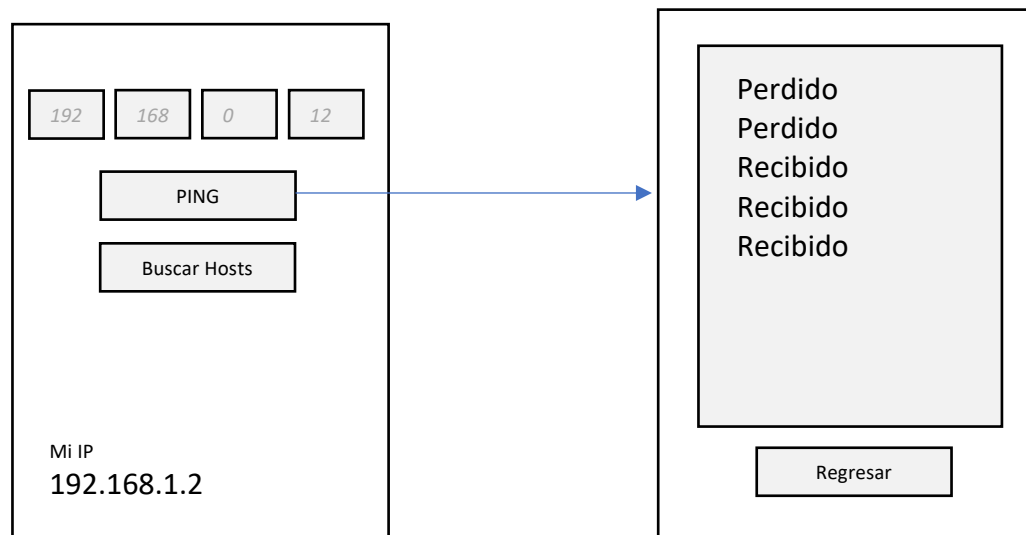 192 168 0 12
PING
Buscar Hosts
Mi IP
192.168.1.2
Perdido
Perdido
Recibido
Recibido
Recibido
Regresar